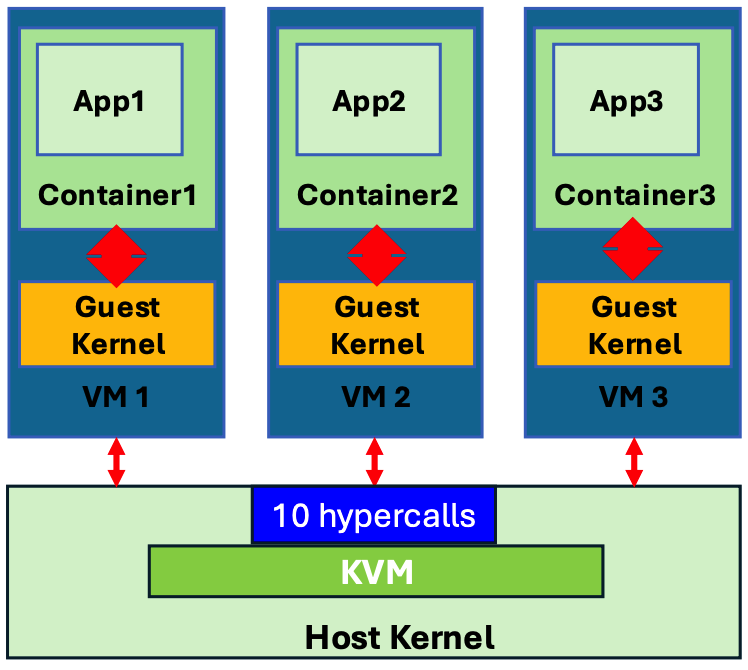 App1
Container1
Guest
Kernel
VM 1
App2
Container2
Guest
Kernel
VM 2
App3
Container3
Guest
Kernel
VM 3
10 hypercalls
KVM
Host Kernel